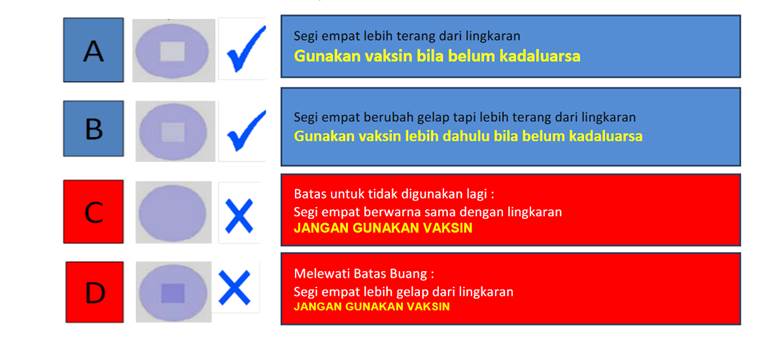 A
Segi empat lebih terang dari lingkaran
Gunakan vaksin bila belum kadaluarsa
B
Segi empat berubah gelap tapi lebih terang dari lingkaran
Gunakan vaksin lebih dahulu bila belum kadaluarsa
C
Batas untuk tidak digunakan lagi :
Segi empat berwarna sama dengan lingkaran
JANGAN GUNAKAN VAKSIN
D
Melewati Batas Buang :
Segi empat lebih gelap dari lingkaran
JANGAN GUNAKAN VAKSIN